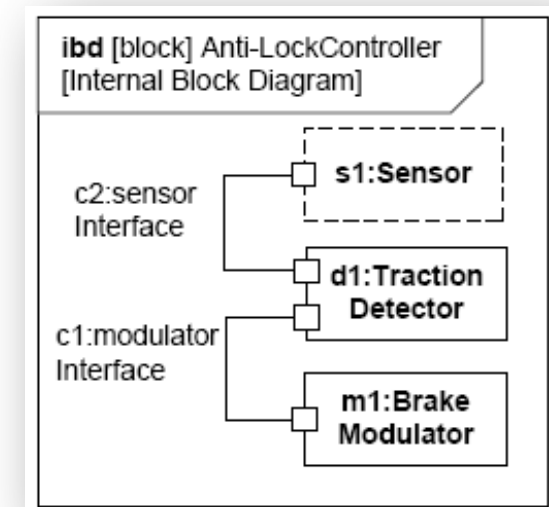 ibd [block] Anti-LockController
[Internal Block Diagram]
s1:Sensor
c2:sensor
Interface
d1:Traction
Detector
c1:modulator
Interface
m1:Brake
Modulator